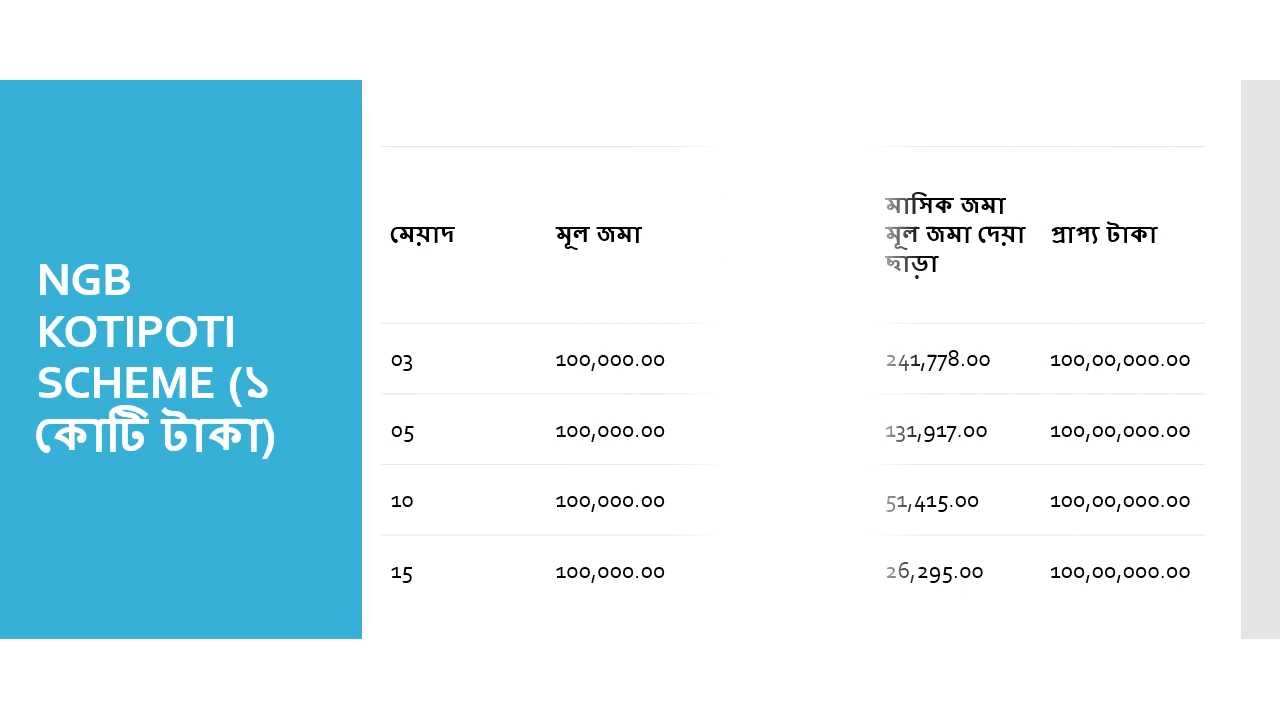 NGB
KOTIPOTI
SCHEME (১
কোটি টাকা)
মেয়াদ মূল জমা মাসিক জমা মূল জমা দেয়া ছাড়া প্রাপ্য টাকা
03 100,000.00 241,778.00 100,00,000.00
05 100,000.00 131,917.00 100,00,000.00
10 100,000.00 51,415.00 100,00,000.00
15 100,000.00 26,295.00 100,00,000.00